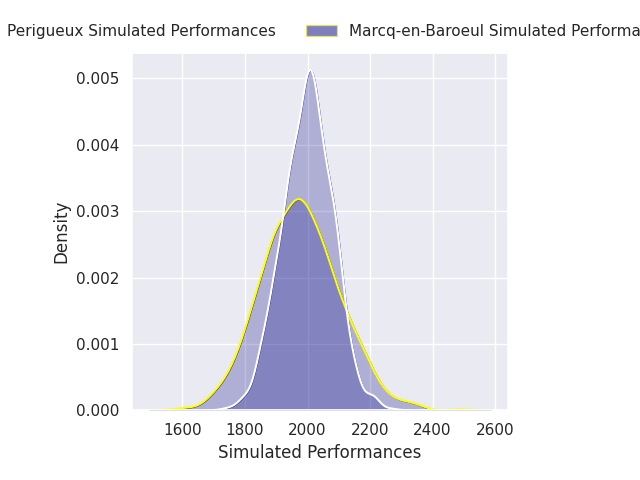 Perigueux Simulated Performances
Marcq-en-Baroeul Simulated Performa
0.005
0.004
0.003
0.002
0.001
0.000
Density
1600 1800 2000 2200 2400 2600
Simulated Performances